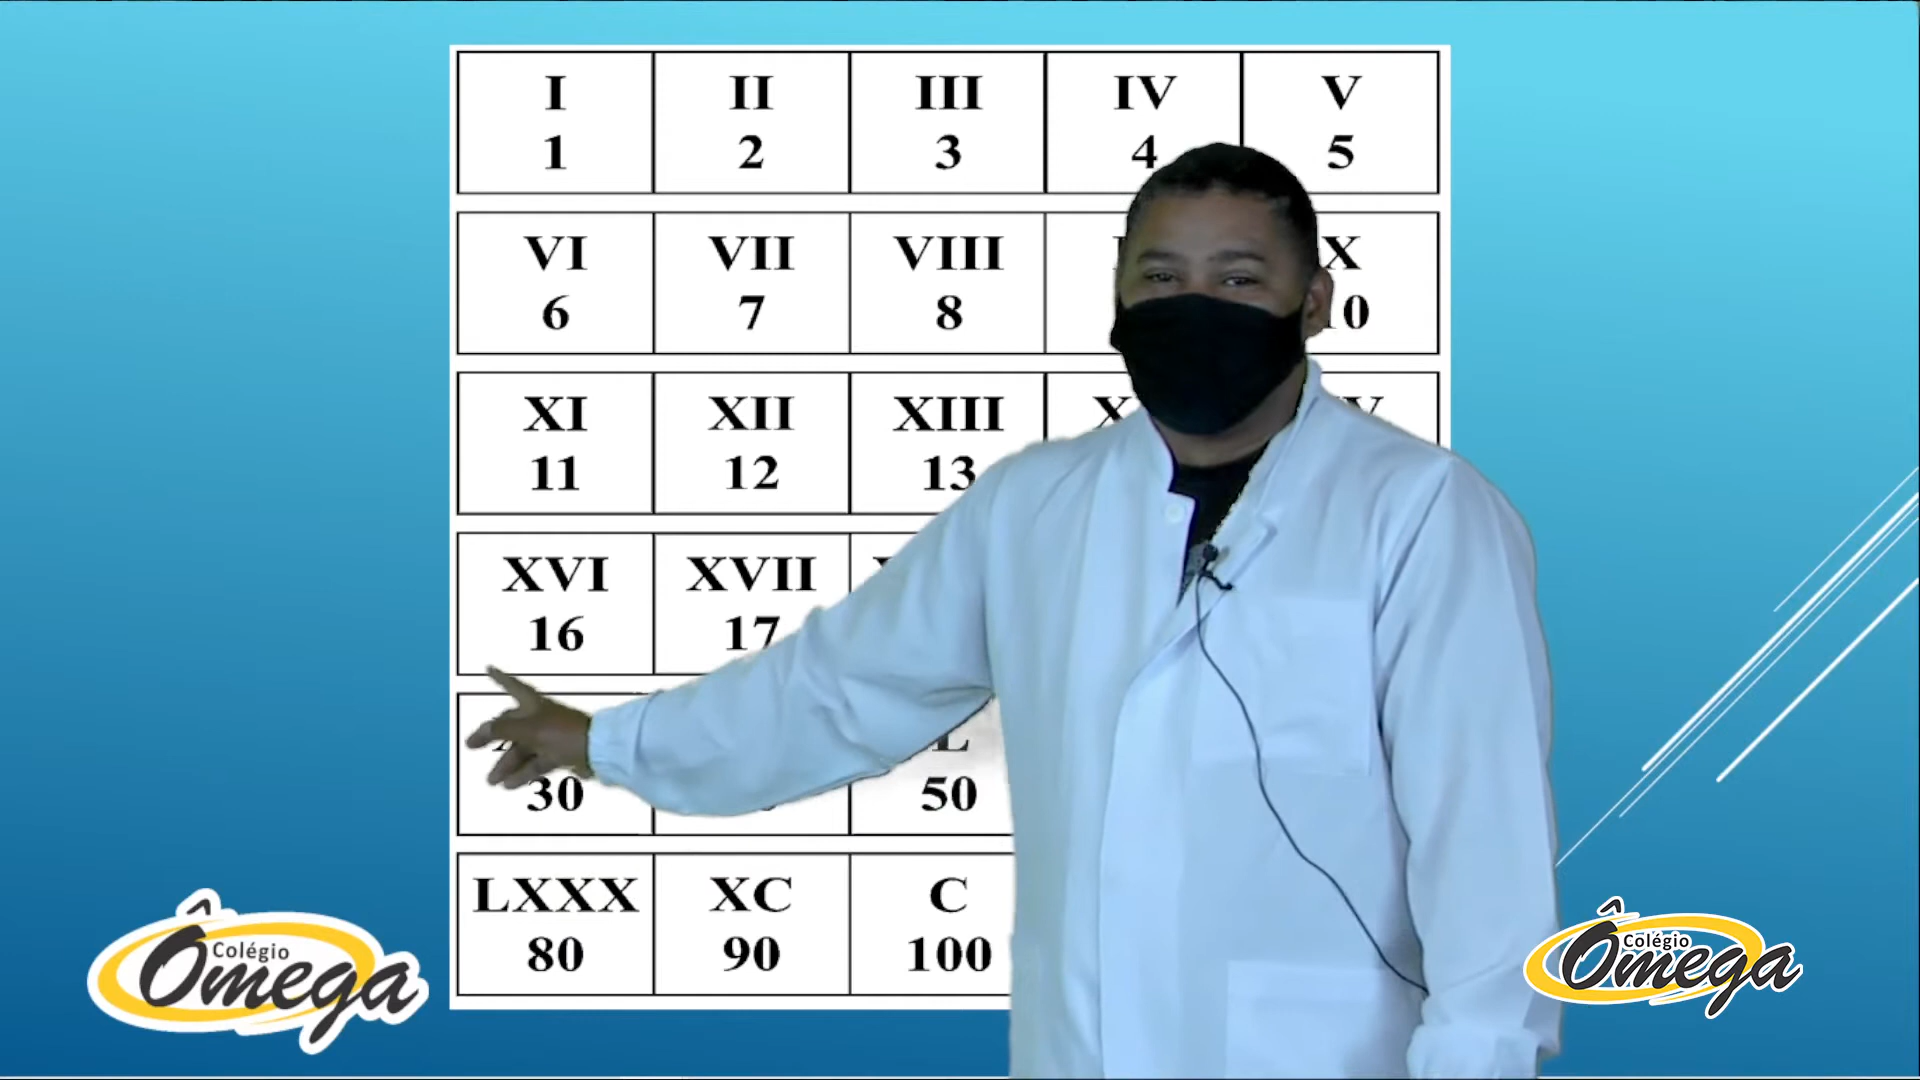 I II III IV V
1 2 3 4 5
VI VII VIII X
6 7 8 10
XI XII XIII
11 12 13
XVI XVII
16 17
L
30 50
LXXX XC C
80 90 100
Colégio
Ômega
Colégio
Ômega